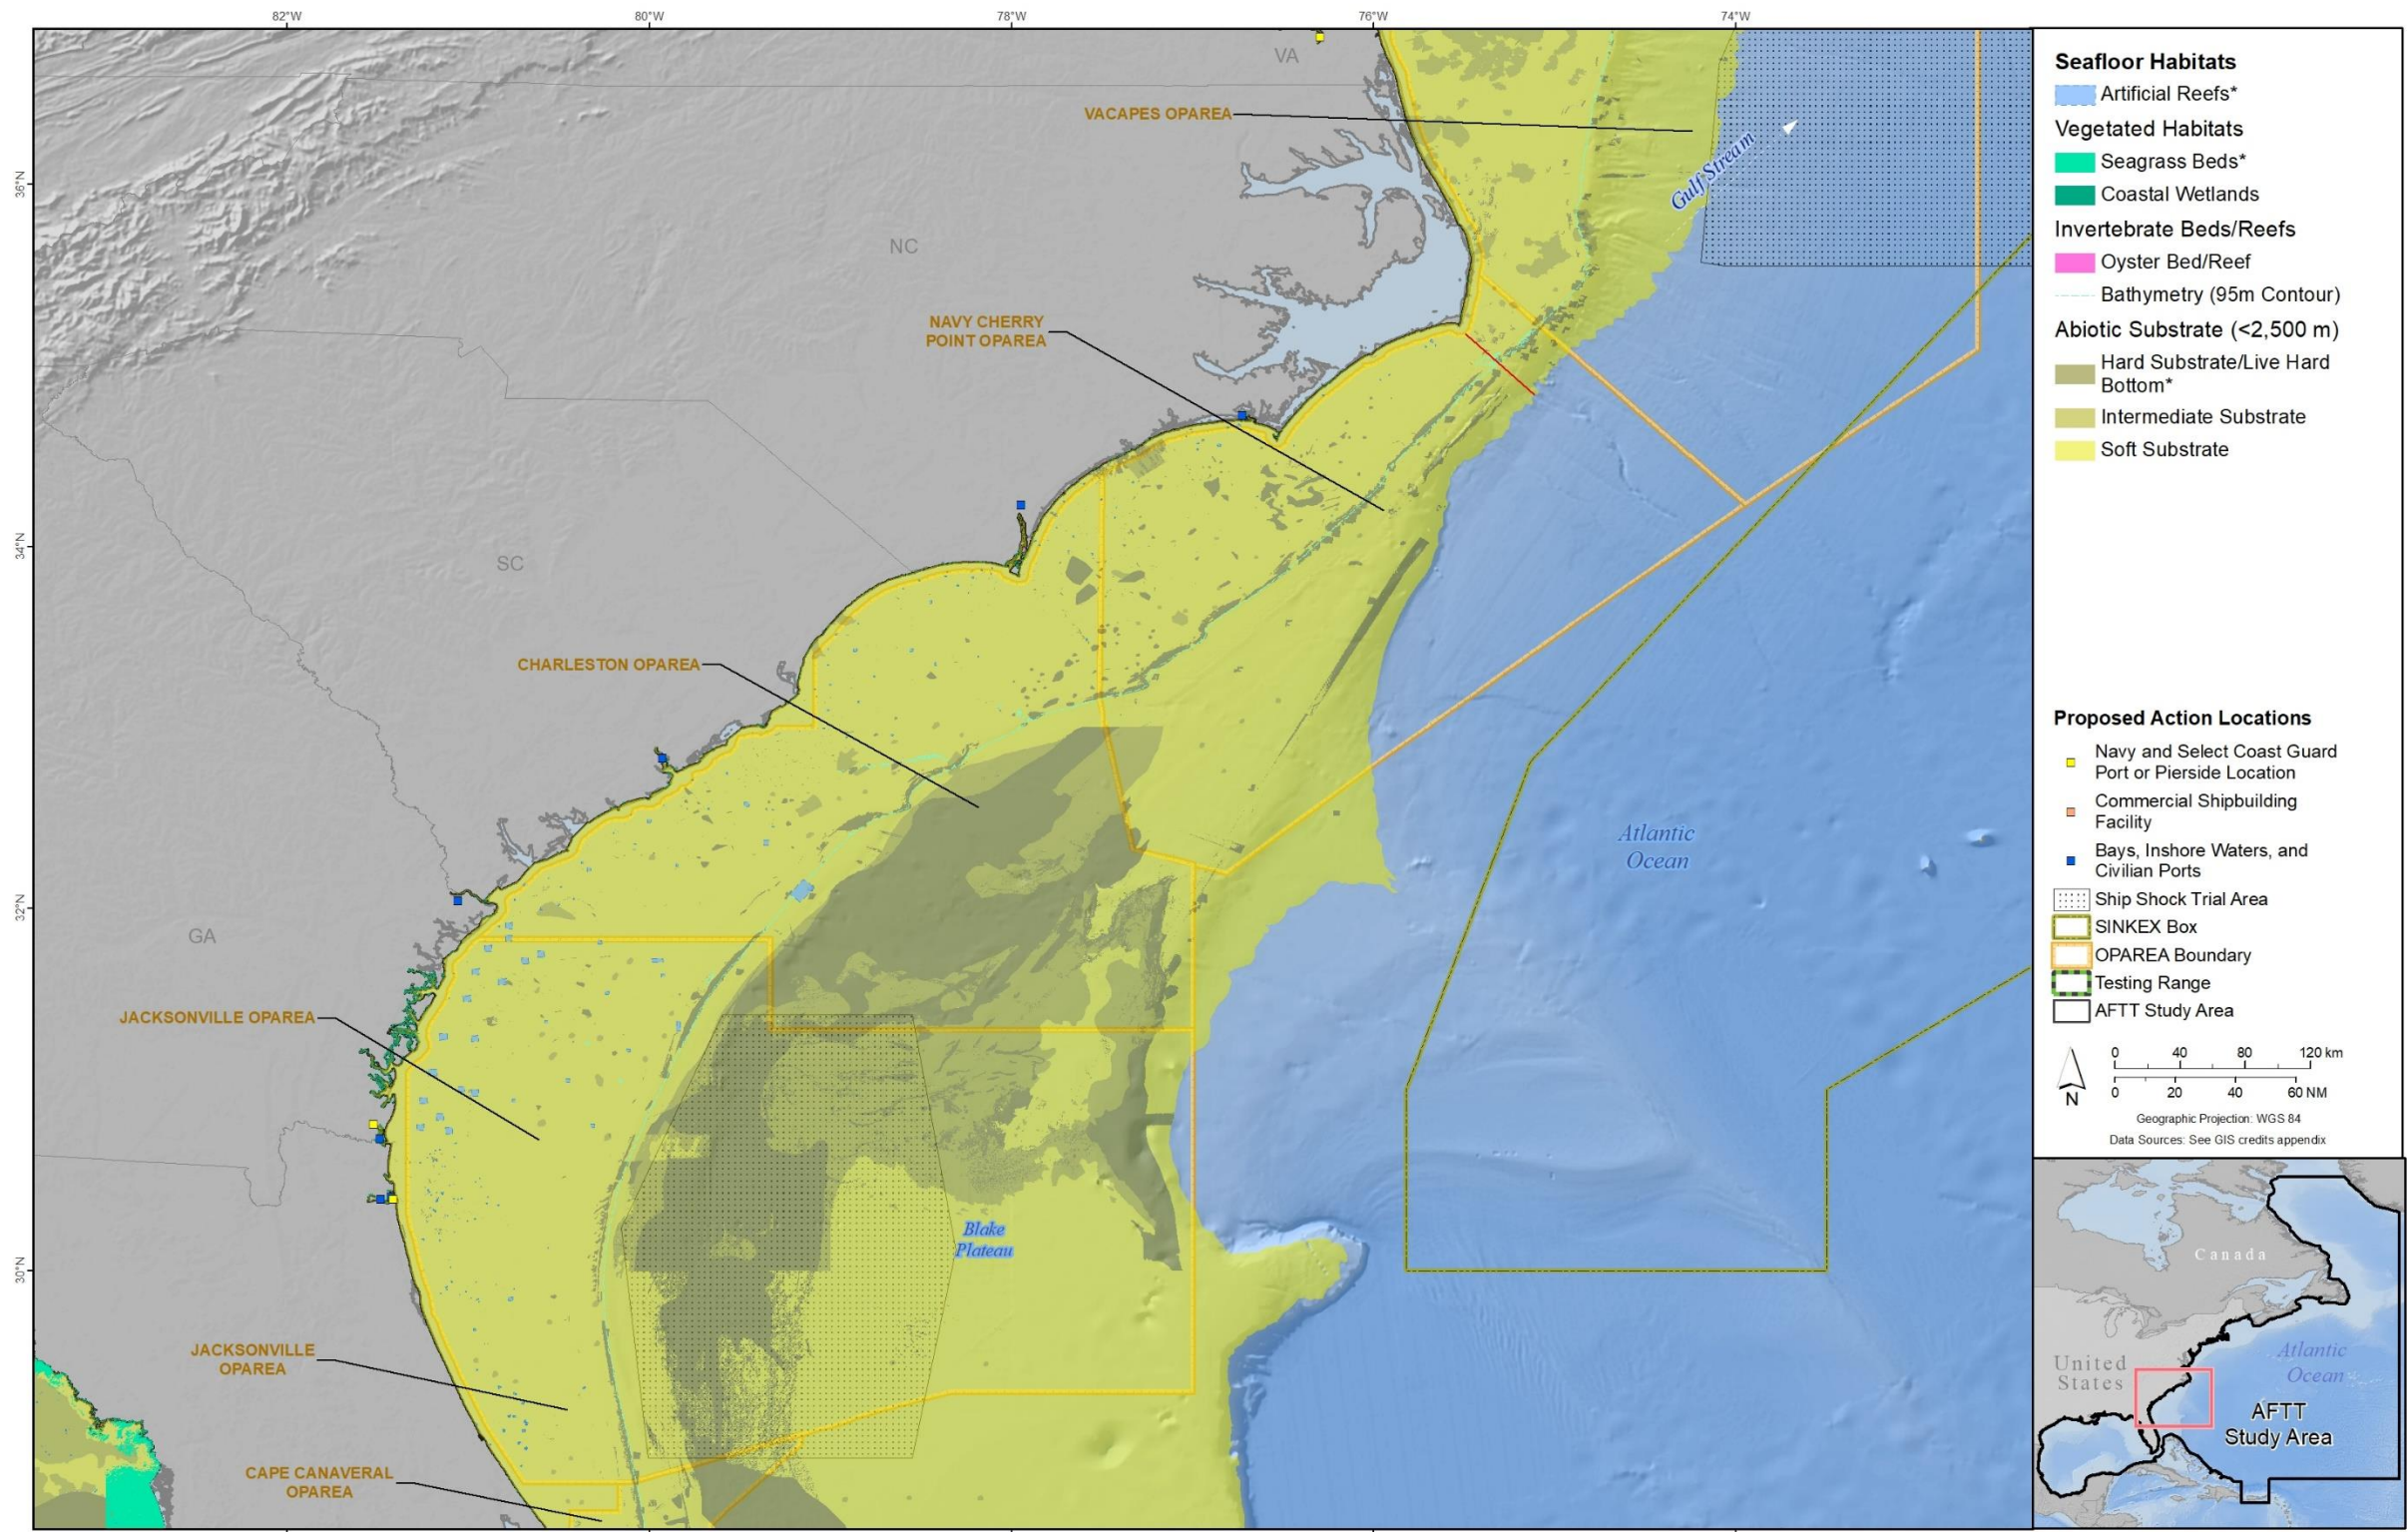 82°W
80°W
78°W
76°W
74°W
36°N
34°N
32°N
30°N
VA
VACAPES OPAREA
Gulf Stream
NC
NAVY CHERRY
POINT OPAREA
SC
CHARLESTON OPAREA
Atlantic
Ocean
GA
JACKSONVILLE OPAREA
Blake
Plateau
JACKSONVILLE
OPAREA
CAPE CANAVERAL
OPAREA
Seafloor Habitats
Artificial Reefs*
Vegetated Habitats
Seagrass Beds*
Coastal Wetlands
Invertebrate Beds/Reefs
Oyster Bed/Reef
Bathymetry (95m Contour)
Abiotic Substrate (<2,500 m)
Hard Substrate/Live Hard
Bottom*
Intermediate Substrate
Soft Substrate
Proposed Action Locations
Navy and Select Coast Guard
Port or Pierside Location
Commercial Shipbuilding
Facility
Bays, Inshore Waters, and
Civilian Ports
Ship Shock Trial Area
SINKEX Box
OPAREA Boundary
Testing Range
AFTT Study Area
0 40 80 120 km
0 20 40 60 NM
N
Geographic Projection: WGS 84
Data Sources: See GIS credits appendix
Canada
United
States
Atlantic
Ocean
AFTT
Study Area